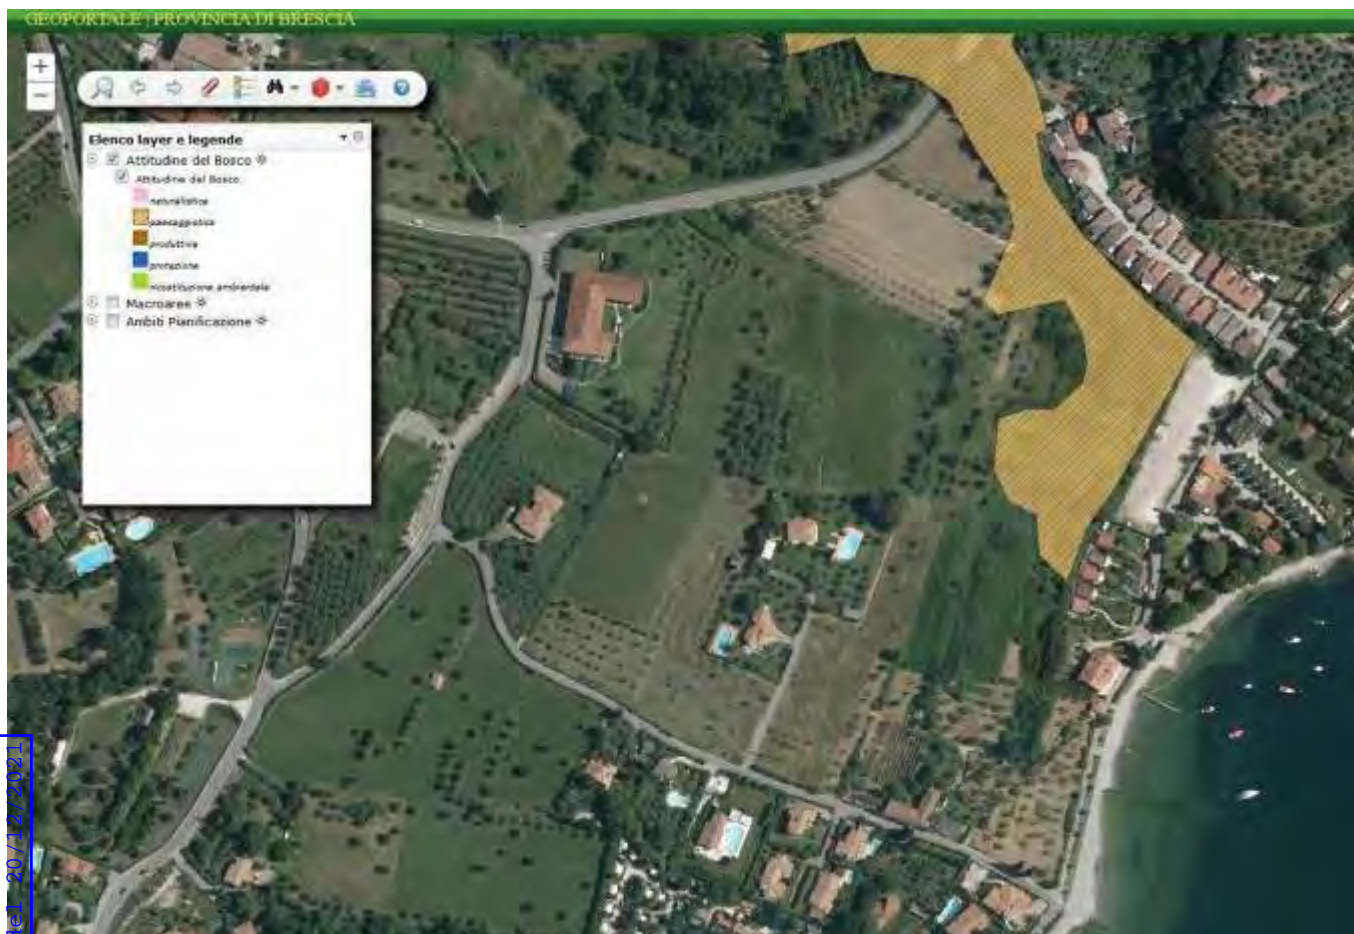 GEOPORTALE | PROVINCIA DI BRESCIA
+
−
Elenco layer e legende
Attitudine del Bosco
Attitudine del Bosco
naturalistica
paesaggistica
produttiva
protezione
ricostituzione ambientale
Macroaree
Ambiti Pianificazione
del 20/12/2021